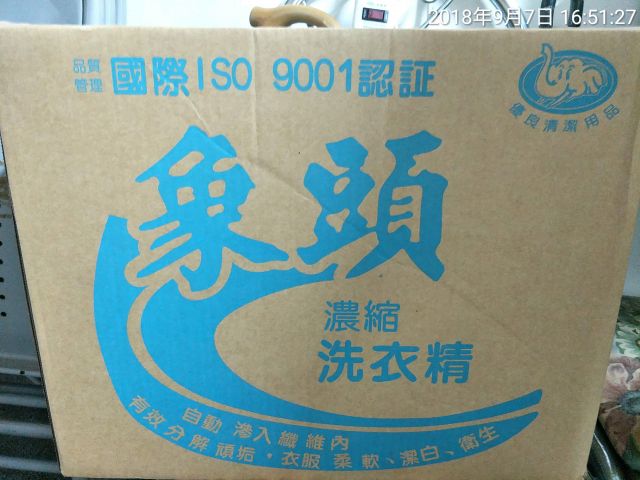 2018年9月7日 16:51:27
品質
管理
國際ISO 9001認証
優良清潔用品
象頭
濃縮
洗衣精
自動 滲入纖維內
有效分解頑垢,衣服柔軟、潔白、衛生